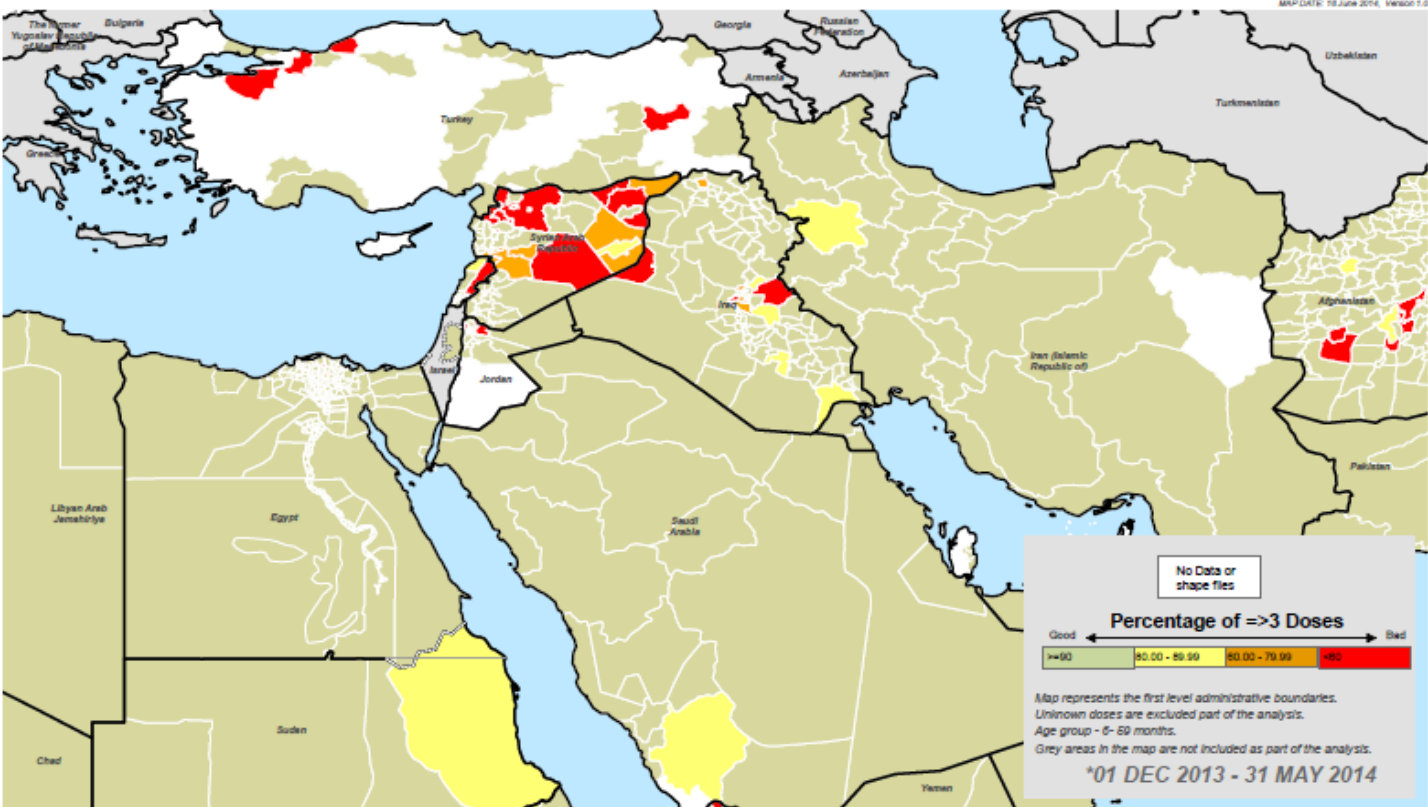 MAP DATE: 18 June 2014, Version 1.0
The former
Yugoslav Republic
of Macedonia
Bulgaria
Georgia
Russian
Federation
Uzbekistan
Armenia
Azerbaijan
Turkmenistan
Turkey
Greece
Syrian Arab
Republic
Iraq
Afghanistan
Iran (Islamic
Republic of)
Israel
Jordan
Pakistan
Libyan Arab
Jamahiriya
Egypt
Saudi
Arabia
Sudan
Chad
Yemen
No Data or
shape files
Percentage of =>3 Doses
Good
Bad
>=90
80.00 - 89.99
60.00 - 79.99
<60
Map represents the first level administrative boundaries.
Unknown doses are excluded part of the analysis.
Age group - 6- 59 months.
Grey areas in the map are not included as part of the analysis.
*01 DEC 2013 - 31 MAY 2014